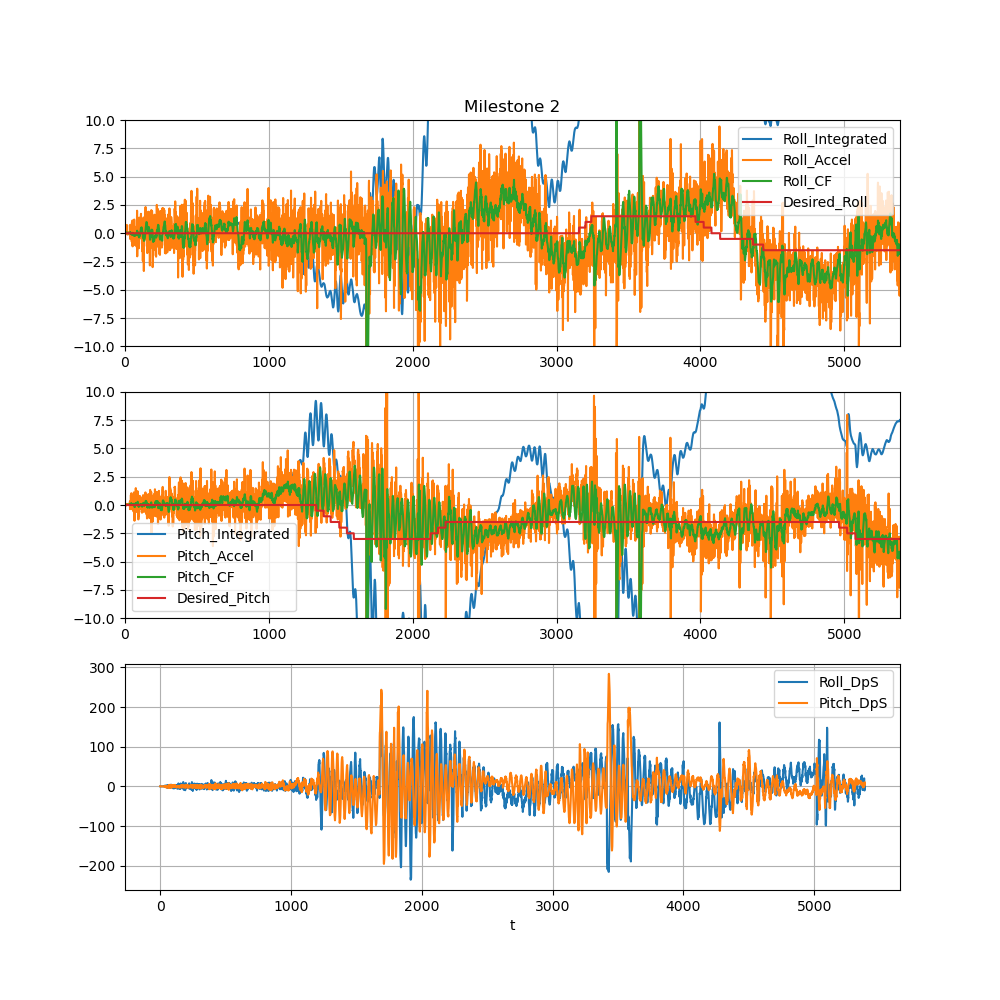 Milestone 2
10.0
7.5
5.0
2.5
0.0
−2.5
−5.0
−7.5
−10.0
Roll_Integrated
Roll_Accel
Roll_CF
Desired_Roll
0 1000 2000 3000 4000 5000
10.0
7.5
5.0
2.5
0.0
−2.5
−5.0
−7.5
−10.0
Pitch_Integrated
Pitch_Accel
Pitch_CF
Desired_Pitch
0 1000 2000 3000 4000 5000
300
200
100
0
−100
−200
Roll_DpS
Pitch_DpS
0 1000 2000 3000 4000 5000
t